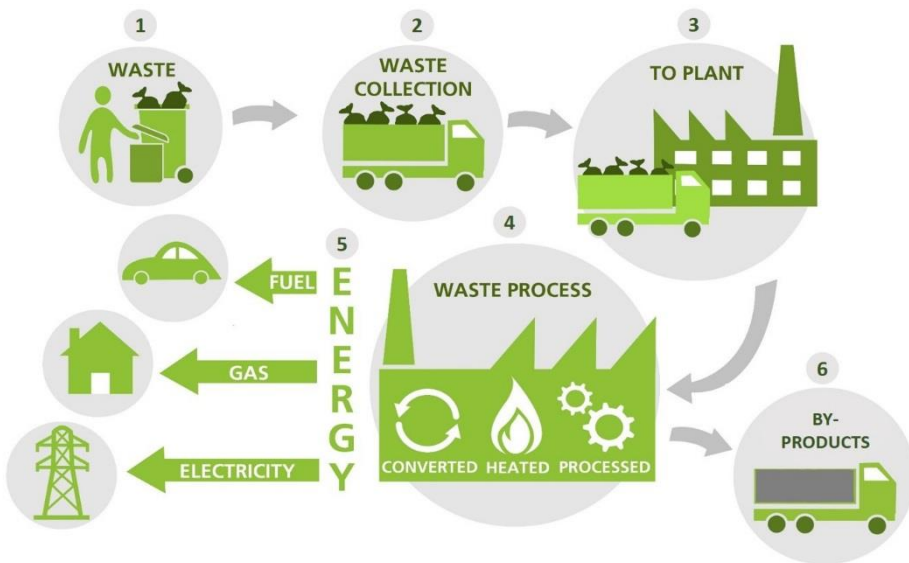 1
WASTE
2
WASTE
COLLECTION
3
TO PLANT
4
WASTE PROCESS
CONVERTED HEATED PROCESSED
5
ENERGY
FUEL
GAS
ELECTRICITY
6
BY-
PRODUCTS